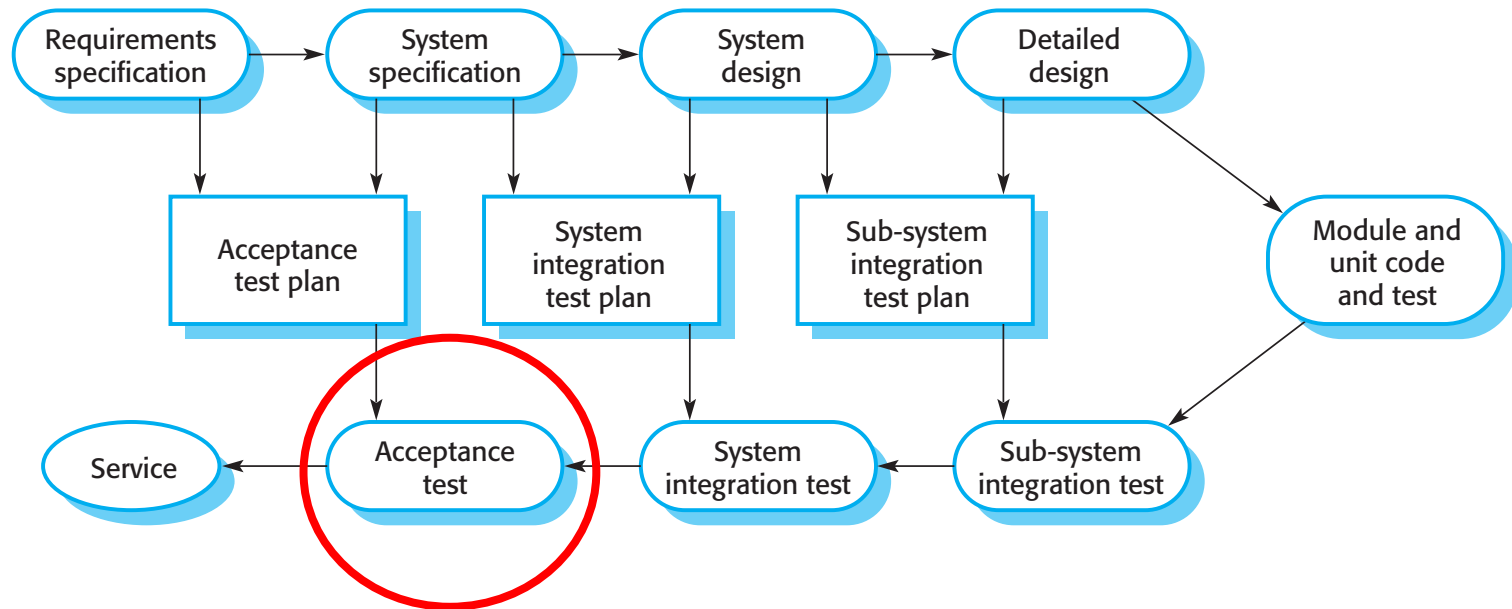 Requirements
specification
System
specification
System
design
Detailed
design
Acceptance
test plan
System
integration
test plan
Sub-system
integration
test plan
Module and
unit code
and test
Service
Acceptance
test
System
integration test
Sub-system
integration test